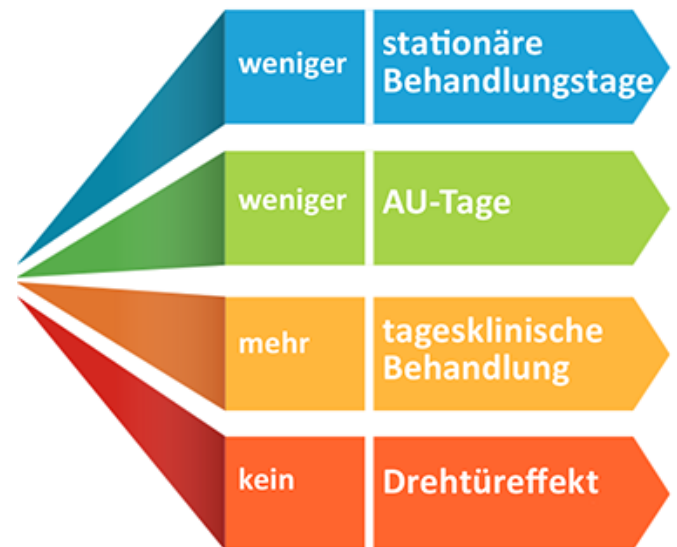 weniger stationäre
Behandlungstage
weniger AU-Tage
mehr tagesklinische
Behandlung
kein Drehtüreffekt